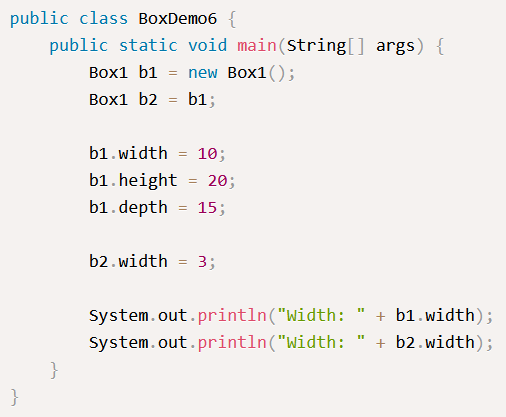 public class BoxDemo6 {
    public static void main(String[] args) {
        Box1 b1 = new Box1();
        Box1 b2 = b1;

        b1.width = 10;
        b1.height = 20;
        b1.depth = 15;

        b2.width = 3;

        System.out.println("Width: " + b1.width);
        System.out.println("Width: " + b2.width);
    }
}